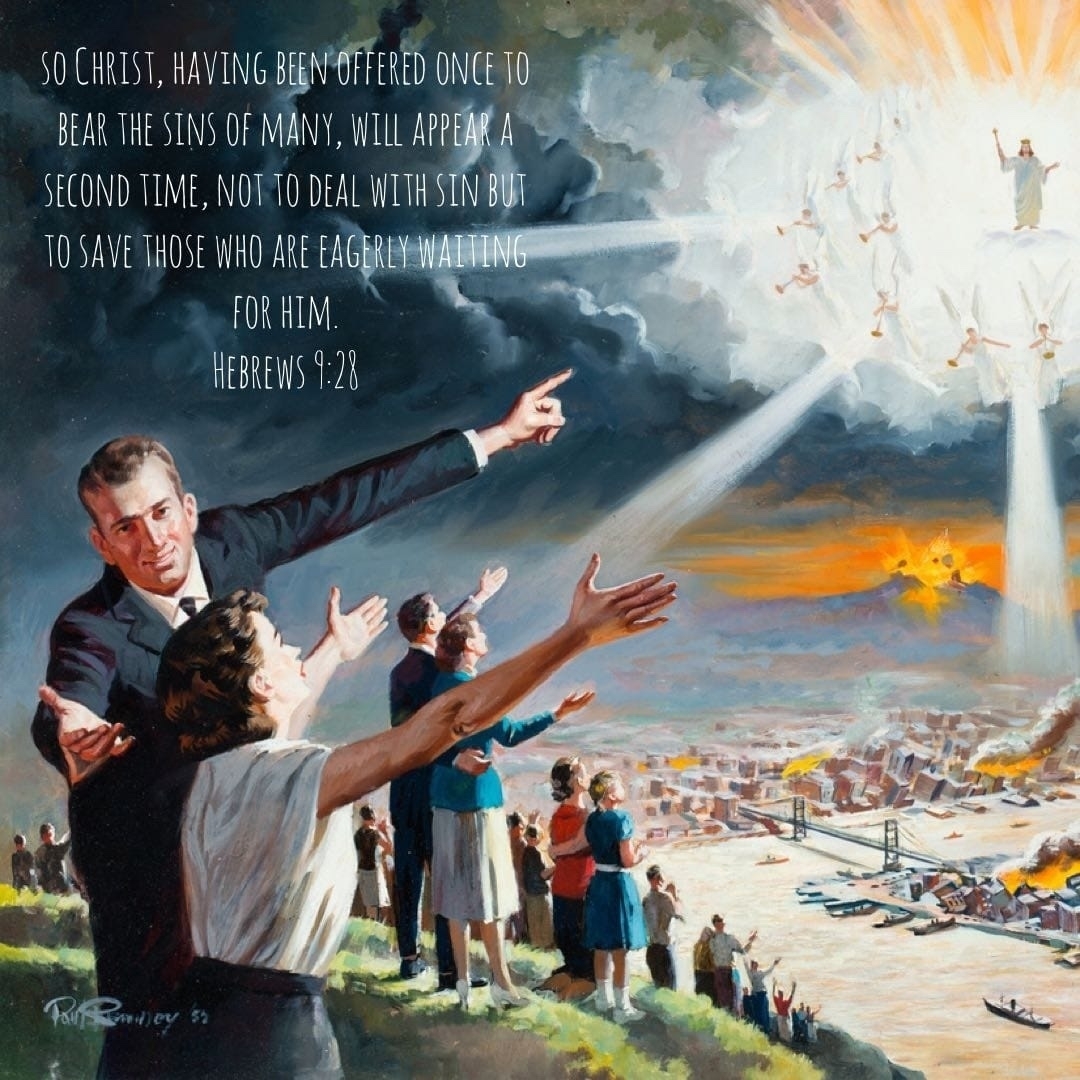 so Christ, having been offered once to
bear the sins of many, will appear a
second time, not to deal with sin but
to save those who are eagerly waiting
for him.
Hebrews 9:28